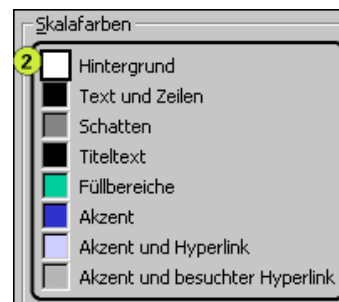 Skalafarben
2 Hintergrund
Text und Zeilen
Schatten
Titeltext
Füllbereiche
Akzent
Akzent und Hyperlink
Akzent und besuchter Hyperlink